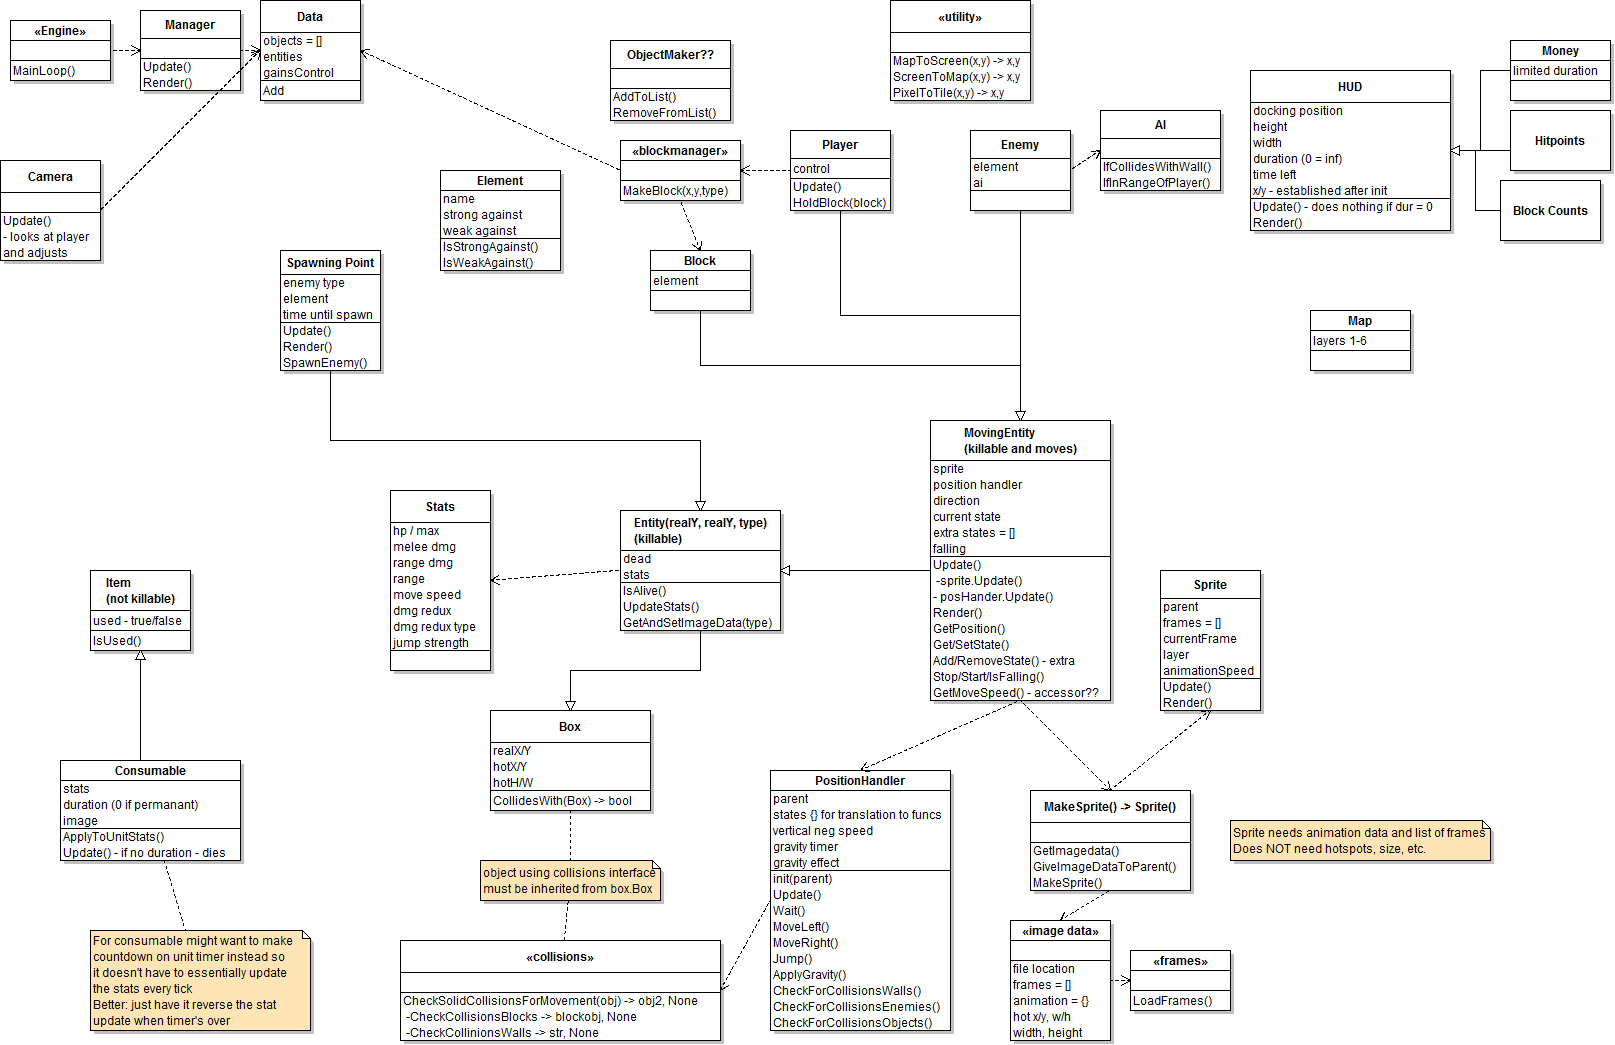 «Engine»
MainLoop()
Manager
Update()
Render()
Data
objects = []
entities
gainsControl
Add
Camera
Update()
- looks at player
and adjusts
ObjectMaker??
AddToList()
RemoveFromList()
«utility»
MapToScreen(x,y) -> x,y
ScreenToMap(x,y) -> x,y
PixelToTile(x,y) -> x,y
HUD
docking position
height
width
duration (0 = inf)
time left
x/y - established after init
Update() - does nothing if dur = 0
Render()
Money
limited duration
Hitpoints
Block Counts
«blockmanager»
MakeBlock(x,y,type)
Player
control
Update()
HoldBlock(block)
Enemy
element
ai
AI
IfCollidesWithWall()
IfInRangeOfPlayer()
Element
name
strong against
weak against
IsStrongAgainst()
IsWeakAgainst()
Spawning Point
enemy type
element
time until spawn
Update()
Render()
SpawnEnemy()
Block
element
Map
layers 1-6
MovingEntity
(killable and moves)
sprite
position handler
direction
current state
extra states = []
falling
Update()
-sprite.Update()
- posHander.Update()
Render()
GetPosition()
Get/SetState()
Add/RemoveState() - extra
Stop/Start/IsFalling()
GetMoveSpeed() - accessor??
Stats
hp / max
melee dmg
range dmg
range
move speed
dmg redux
dmg redux type
jump strength
Entity(realY, realY, type)
(killable)
dead
stats
IsAlive()
UpdateStats()
GetAndSetImageData(type)
Item
(not killable)
used - true/false
IsUsed()
Sprite
parent
frames = []
currentFrame
layer
animationSpeed
Update()
Render()
Box
realX/Y
hotX/Y
hotH/W
CollidesWith(Box) -> bool
Consumable
stats
duration (0 if permanant)
image
ApplyToUnitStats()
Update() - if no duration - dies
PositionHandler
parent
states {} for translation to funcs
vertical neg speed
gravity timer
gravity effect
init(parent)
Update()
Wait()
MoveLeft()
MoveRight()
Jump()
ApplyGravity()
CheckForCollisionsWalls()
CheckForCollisionsEnemies()
CheckForCollisionsObjects()
MakeSprite() -> Sprite()
GetImagedata()
GiveImageDataToParent()
MakeSprite()
Sprite needs animation data and list of frames
Does NOT need hotspots, size, etc.
object using collisions interface
must be inherited from box.Box
For consumable might want to make
countdown on unit timer instead so
it doesn't have to essentially update
the stats every tick
Better: just have it reverse the stat
update when timer's over
«collisions»
CheckSolidCollisionsForMovement(obj) -> obj2, None
-CheckCollisionsBlocks -> blockobj, None
-CheckCollinionsWalls -> str, None
«image data»
file location
frames = []
animation = {}
hot x/y, w/h
width, height
«frames»
LoadFrames()